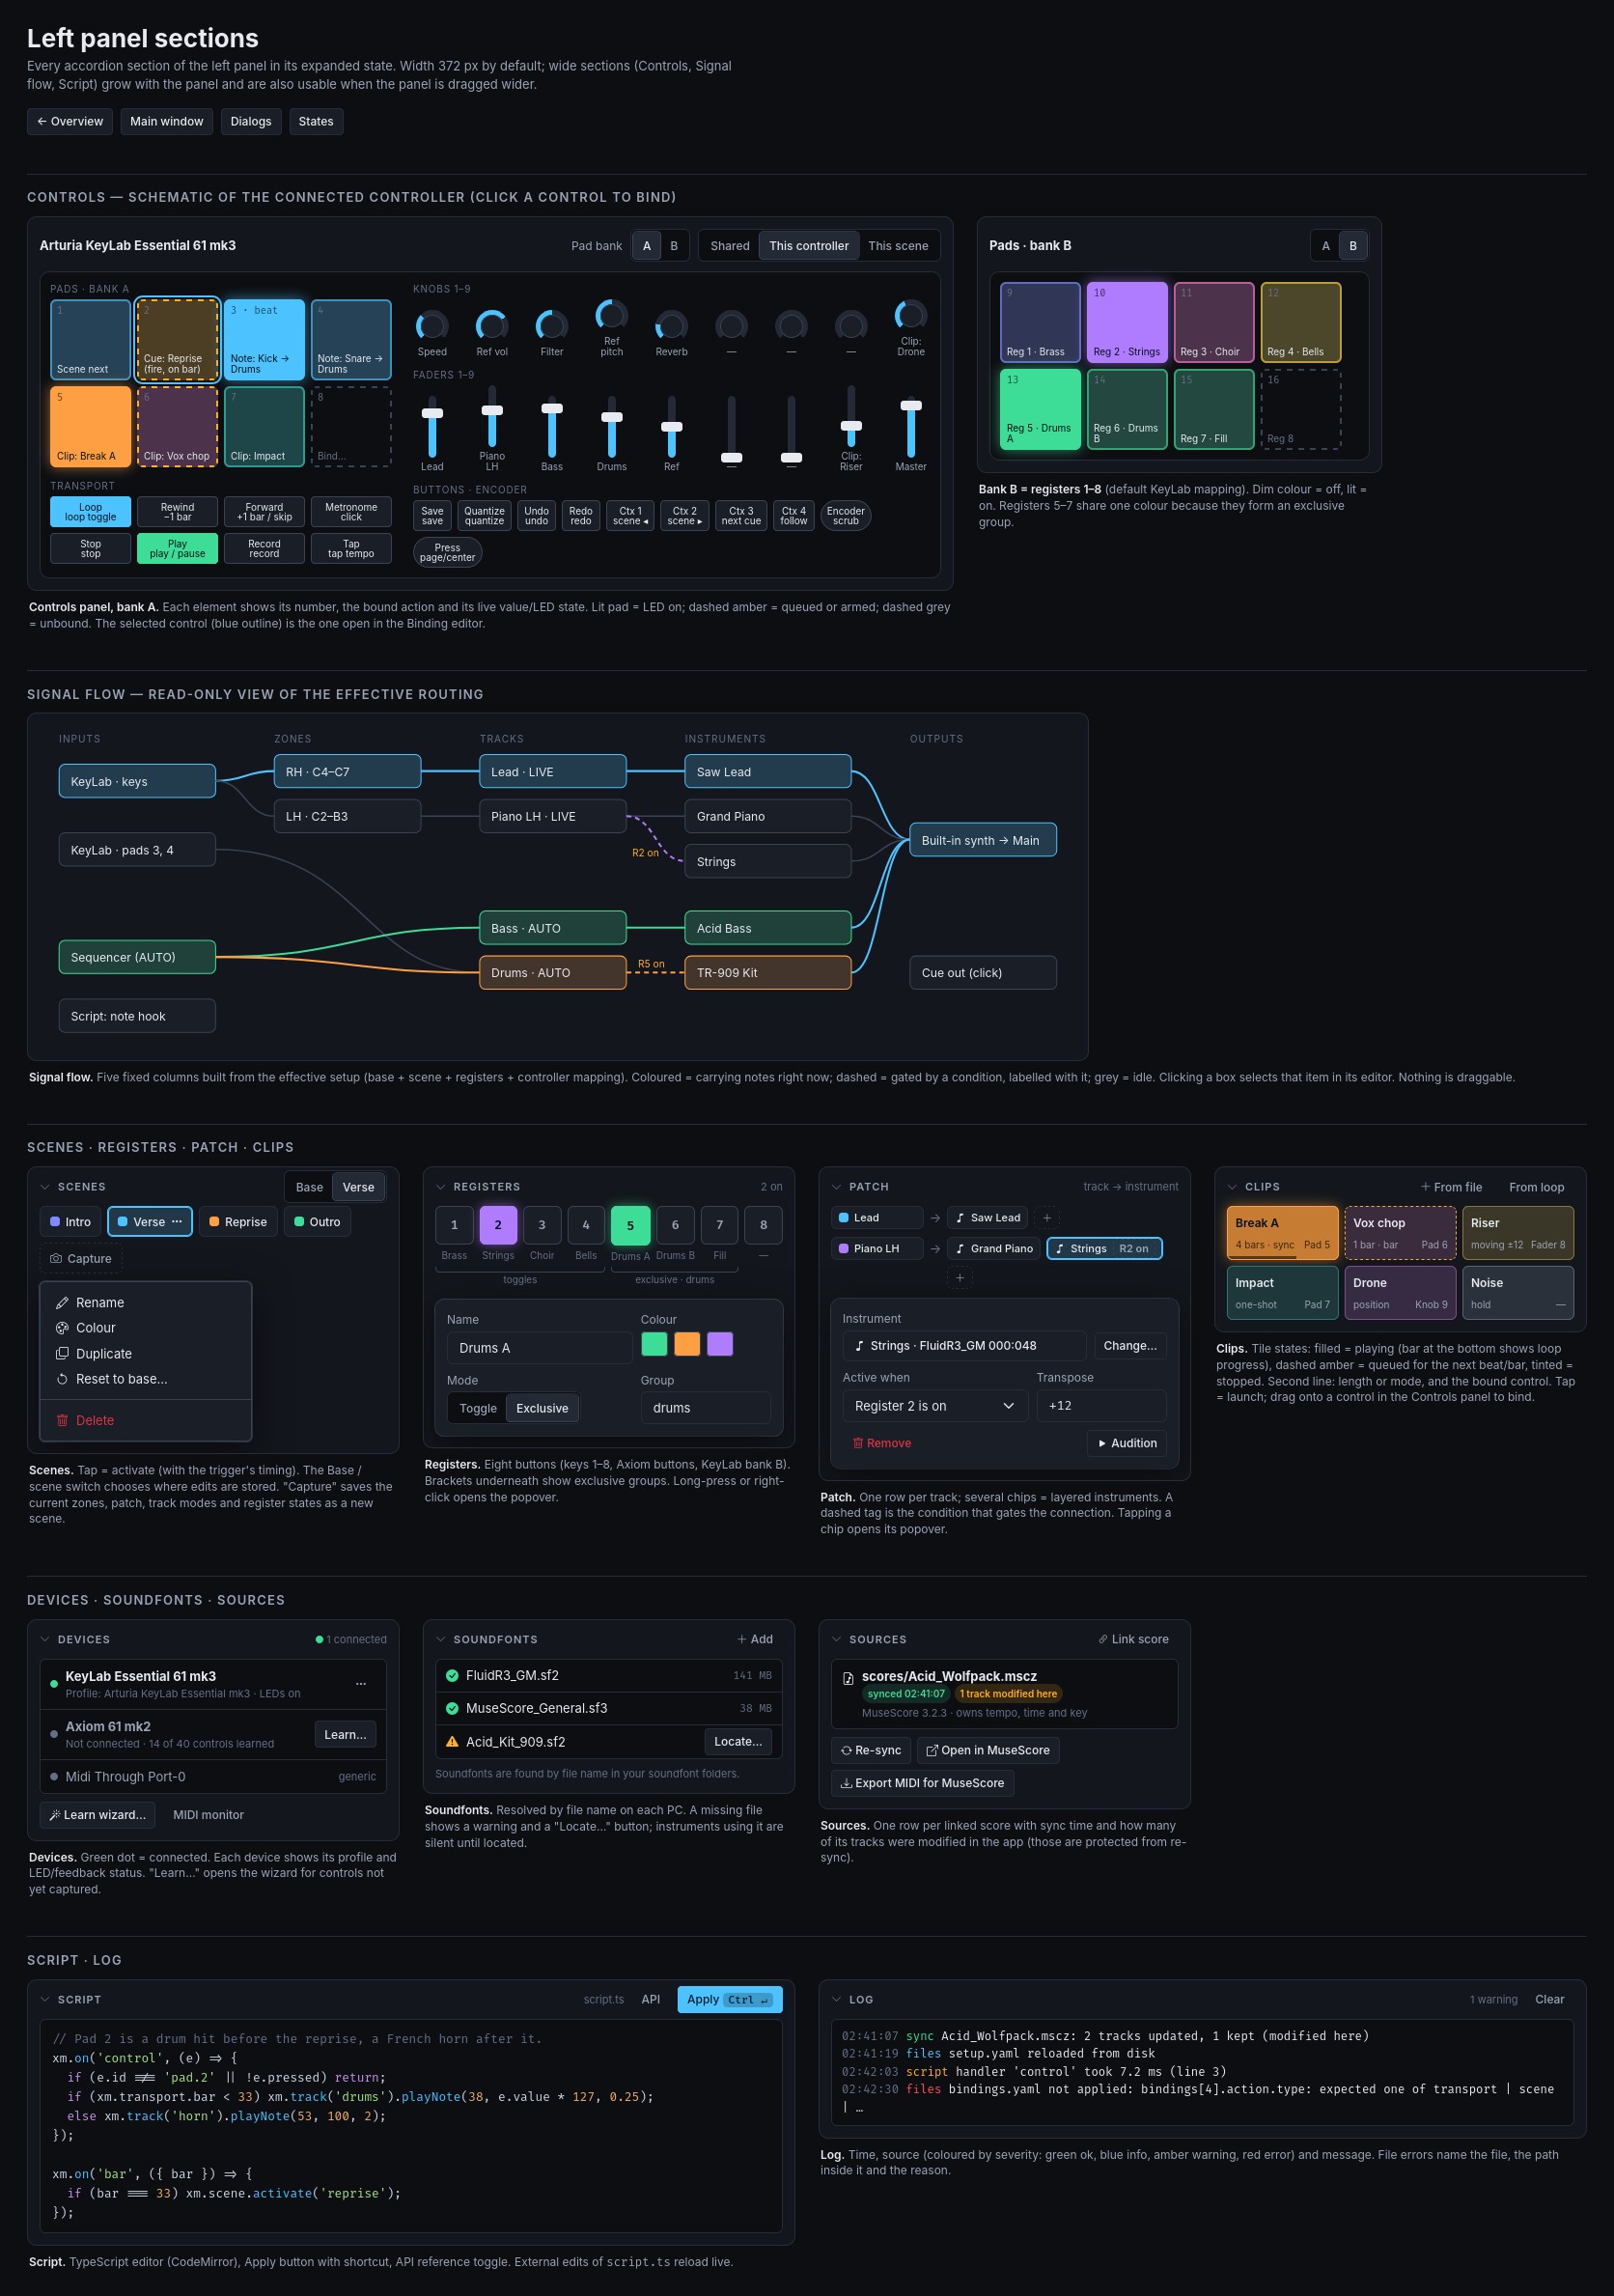 Left panel sections
Every accordion section of the left panel in its expanded state. Width 372 px by default; wide sections (Controls, Signal
flow, Script) grow with the panel and are also usable when the panel is dragged wider.
← Overview
Main window
Dialogs
States
CONTROLS — SCHEMATIC OF THE CONNECTED CONTROLLER (CLICK A CONTROL TO BIND)
Arturia KeyLab Essential 61 mk3
Pad bank
A
B
Shared
This controller
This scene
PADS · BANK A
1
Scene next
2
Cue: Reprise
(fire, on bar)
3 · beat
Note: Kick →
Drums
4
Note: Snare →
Drums
5
Clip: Break A
6
Clip: Vox chop
7
Clip: Impact
8
Bind...
TRANSPORT
Loop
loop toggle
Rewind
−1 bar
Forward
+1 bar / skip
Metronome
click
Stop
stop
Play
play / pause
Record
record
Tap
tap tempo
KNOBS 1–9
Speed
Ref vol
Filter
Ref
pitch
Reverb
—
—
—
Clip:
Drone
FADERS 1–9
Lead
Piano
LH
Bass
Drums
Ref
—
—
Clip:
Riser
Master
BUTTONS · ENCODER
Save
save
Quantize
quantize
Undo
undo
Redo
redo
Ctx 1
scene ◂
Ctx 2
scene ▸
Ctx 3
next cue
Ctx 4
follow
Encoder
scrub
Press
page/center
Controls panel, bank A. Each element shows its number, the bound action and its live value/LED state. Lit pad = LED on; dashed amber = queued or armed; dashed grey
= unbound. The selected control (blue outline) is the one open in the Binding editor.
Pads · bank B
A
B
9
Reg 1 · Brass
10
Reg 2 · Strings
11
Reg 3 · Choir
12
Reg 4 · Bells
13
Reg 5 · Drums
A
14
Reg 6 · Drums
B
15
Reg 7 · Fill
16
Reg 8
Bank B = registers 1–8 (default KeyLab mapping). Dim colour = off, lit =
on. Registers 5–7 share one colour because they form an exclusive
group.
SIGNAL FLOW — READ-ONLY VIEW OF THE EFFECTIVE ROUTING
INPUTS
ZONES
TRACKS
INSTRUMENTS
OUTPUTS
KeyLab · keys
RH · C4–C7
Lead · LIVE
Saw Lead
LH · C2–B3
Piano LH · LIVE
Grand Piano
KeyLab · pads 3, 4
R2 on
Strings
Built-in synth → Main
Bass · AUTO
Acid Bass
Sequencer (AUTO)
Drums · AUTO
R5 on
TR-909 Kit
Cue out (click)
Script: note hook
Signal flow. Five fixed columns built from the effective setup (base + scene + registers + controller mapping). Coloured = carrying notes right now; dashed = gated by a condition, labelled with it; grey = idle. Clicking a box selects that item in its editor. Nothing is draggable.
SCENES · REGISTERS · PATCH · CLIPS
SCENES
Base
Verse
Intro
Verse ···
Reprise
Outro
Capture
Rename
Colour
Duplicate
Reset to base...
Delete
Scenes. Tap = activate (with the trigger's timing). The Base /
scene switch chooses where edits are stored. "Capture" saves the
current zones, patch, track modes and register states as a new
scene.
REGISTERS
2 on
1
2
3
4
5
6
7
8
Brass
Strings
Choir
Bells
Drums A
Drums B
Fill
—
toggles
exclusive · drums
Name
Colour
Drums A
Mode
Group
Toggle
Exclusive
drums
Registers. Eight buttons (keys 1–8, Axiom buttons, KeyLab bank B).
Brackets underneath show exclusive groups. Long-press or right-
click opens the popover.
PATCH
track → instrument
Lead
→
Saw Lead
+
Piano LH
→
Grand Piano
Strings
R2 on
+
Instrument
Strings · FluidR3_GM 000:048
Change...
Active when
Transpose
Register 2 is on
+12
Remove
Audition
Patch. One row per track; several chips = layered instruments. A
dashed tag is the condition that gates the connection. Tapping a
chip opens its popover.
CLIPS
+ From file
From loop
Break A
4 bars · sync
Pad 5
Vox chop
1 bar · bar
Pad 6
Riser
moving ±12
Fader 8
Impact
one-shot
Pad 7
Drone
position
Knob 9
Noise
hold
—
Clips. Tile states: filled = playing (bar at the bottom shows loop
progress), dashed amber = queued for the next beat/bar, tinted =
stopped. Second line: length or mode, and the bound control. Tap
= launch; drag onto a control in the Controls panel to bind.
DEVICES · SOUNDFONTS · SOURCES
DEVICES
1 connected
KeyLab Essential 61 mk3
Profile: Arturia KeyLab Essential mk3 · LEDs on
···
Axiom 61 mk2
Not connected · 14 of 40 controls learned
Learn...
Midi Through Port-0
generic
Learn wizard...
MIDI monitor
Devices. Green dot = connected. Each device shows its profile and
LED/feedback status. "Learn..." opens the wizard for controls not
yet captured.
SOUNDFONTS
+ Add
FluidR3_GM.sf2
141 MB
MuseScore_General.sf3
38 MB
Acid_Kit_909.sf2
Locate...
Soundfonts are found by file name in your soundfont folders.
Soundfonts. Resolved by file name on each PC. A missing file
shows a warning and a "Locate..." button; instruments using it are
silent until located.
SOURCES
Link score
scores/Acid_Wolfpack.mscz
synced 02:41:07
1 track modified here
MuseScore 3.2.3 · owns tempo, time and key
Re-sync
Open in MuseScore
Export MIDI for MuseScore
Sources. One row per linked score with sync time and how many
of its tracks were modified in the app (those are protected from re-
sync).
SCRIPT · LOG
SCRIPT
script.ts
API
Apply Ctrl ↵
// Pad 2 is a drum hit before the reprise, a French horn after it.
xm.on('control', (e) => {
if (e.id !== 'pad.2' || !e.pressed) return;
if (xm.transport.bar < 33) xm.track('drums').playNote(38, e.value * 127, 0.25);
else xm.track('horn').playNote(53, 100, 2);
});
xm.on('bar', ({ bar }) => {
if (bar === 33) xm.scene.activate('reprise');
});
Script. TypeScript editor (CodeMirror), Apply button with shortcut, API reference toggle. External edits of script.ts reload live.
LOG
1 warning
Clear
02:41:07 sync Acid_Wolfpack.mscz: 2 tracks updated, 1 kept (modified here)
02:41:19 files setup.yaml reloaded from disk
02:42:03 script handler 'control' took 7.2 ms (line 3)
02:42:30 files bindings.yaml not applied: bindings[4].action.type: expected one of transport | scene
| …
Log. Time, source (coloured by severity: green ok, blue info, amber warning, red error) and message. File errors name the file, the path
inside it and the reason.